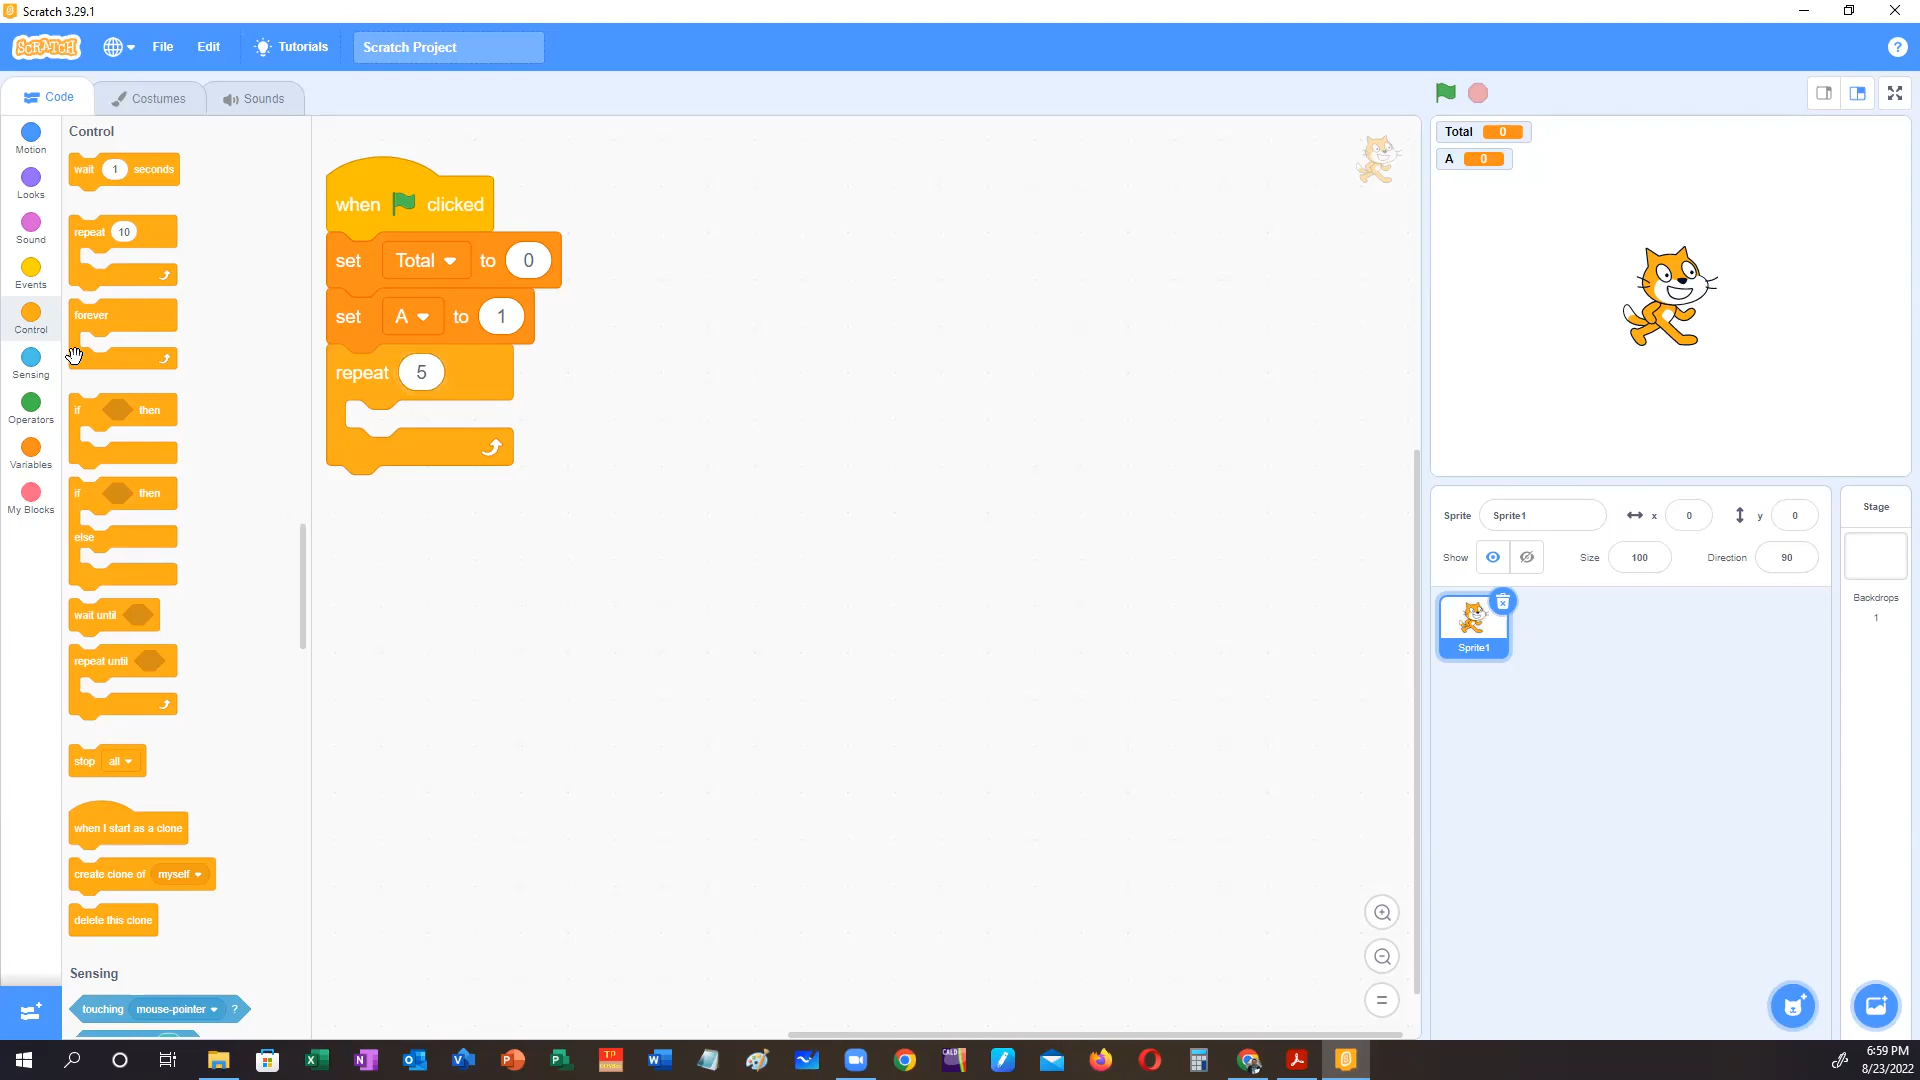 Scratch 3.29.1
SCRATCH File Edit Tutorials Scratch Project ?
Code Costumes Sounds
Motion
Looks
Sound
Events
Control
Sensing
Operators
Variables
My Blocks
Control
wait 1 seconds
repeat 10
forever
if then
if then
else
wait until
repeat until
stop all
when I start as a clone
create clone of myself
delete this clone
Sensing
touching mouse-pointer ?
when clicked
set Total to 0
set A to 1
repeat 5
Total 0
A 0
Sprite Sprite1 x 0 y 0
Show Size 100 Direction 90
Sprite1
Stage
Backdrops
1
6:59 PM
8/23/2022